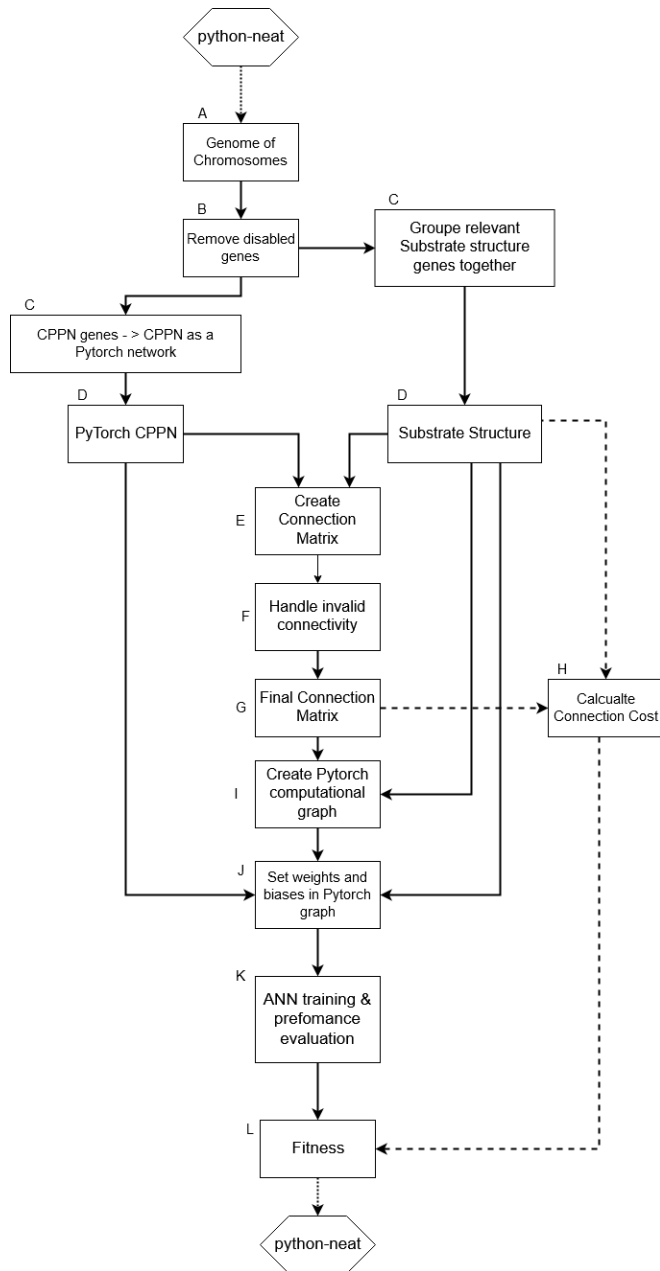 python-neat
A
Genome of
Chromosomes
B
Remove disabled
genes
C
Groupe relevant
Substrate structure
genes together
C
CPPN genes - > CPPN as a
Pytorch network
D
PyTorch CPPN
D
Substrate Structure
E
Create
Connection
Matrix
F
Handle invalid
connectivity
G
Final Connection
Matrix
H
Calcualte
Connection Cost
I
Create Pytorch
computational
graph
J
Set weights and
biases in Pytorch
graph
K
ANN training &
prefomance
evaluation
L
Fitness
python-neat